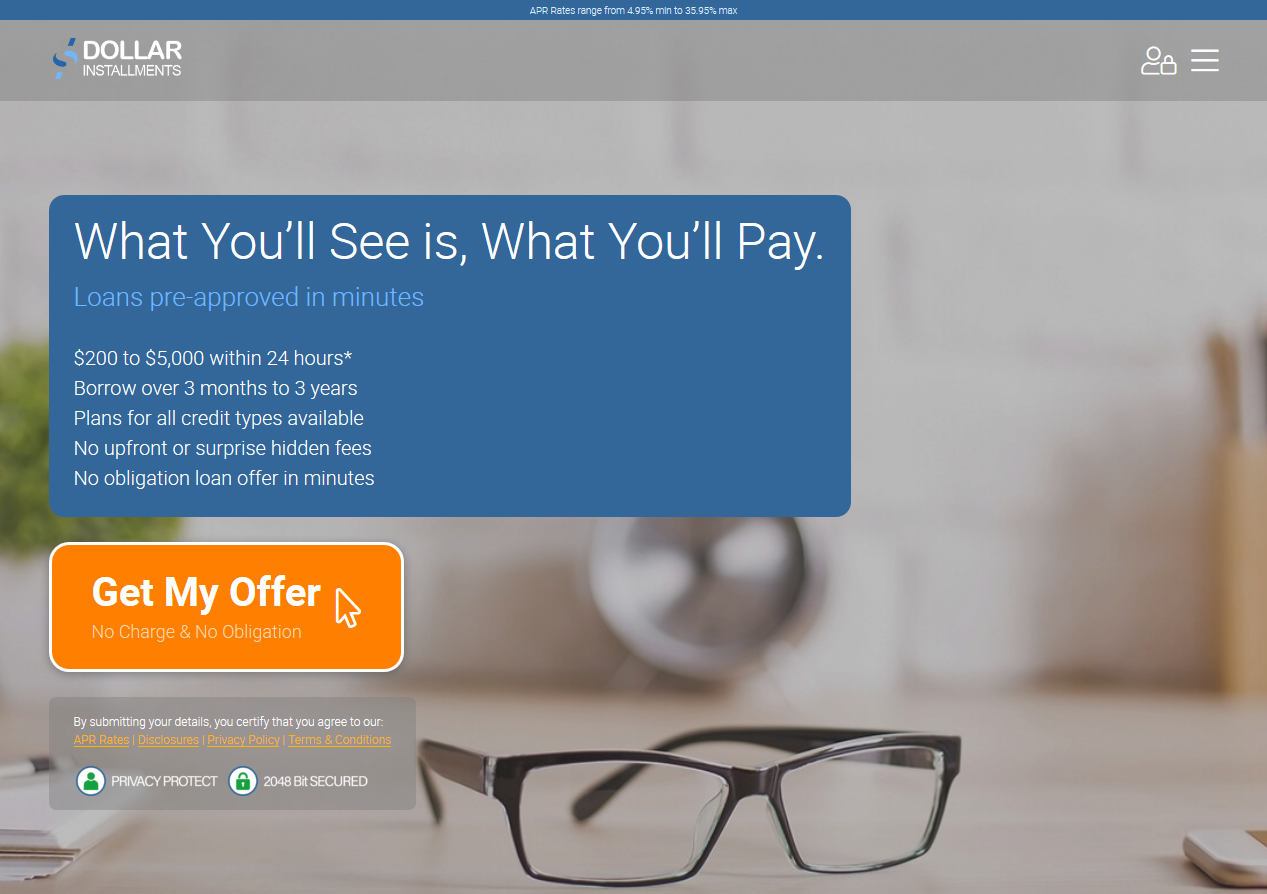 APR Rates range from 4.95% min to 35.95% max
DOLLAR
INSTALLMENTS
What You’ll See is, What You’ll Pay.
Loans pre-approved in minutes
$200 to $5,000 within 24 hours*
Borrow over 3 months to 3 years
Plans for all credit types available
No upfront or surprise hidden fees
No obligation loan offer in minutes
Get My Offer
No Charge & No Obligation
By submitting your details, you certify that you agree to our:
APR Rates | Disclosures | Privacy Policy | Terms & Conditions
PRIVACY PROTECT 2048 Bit SECURED